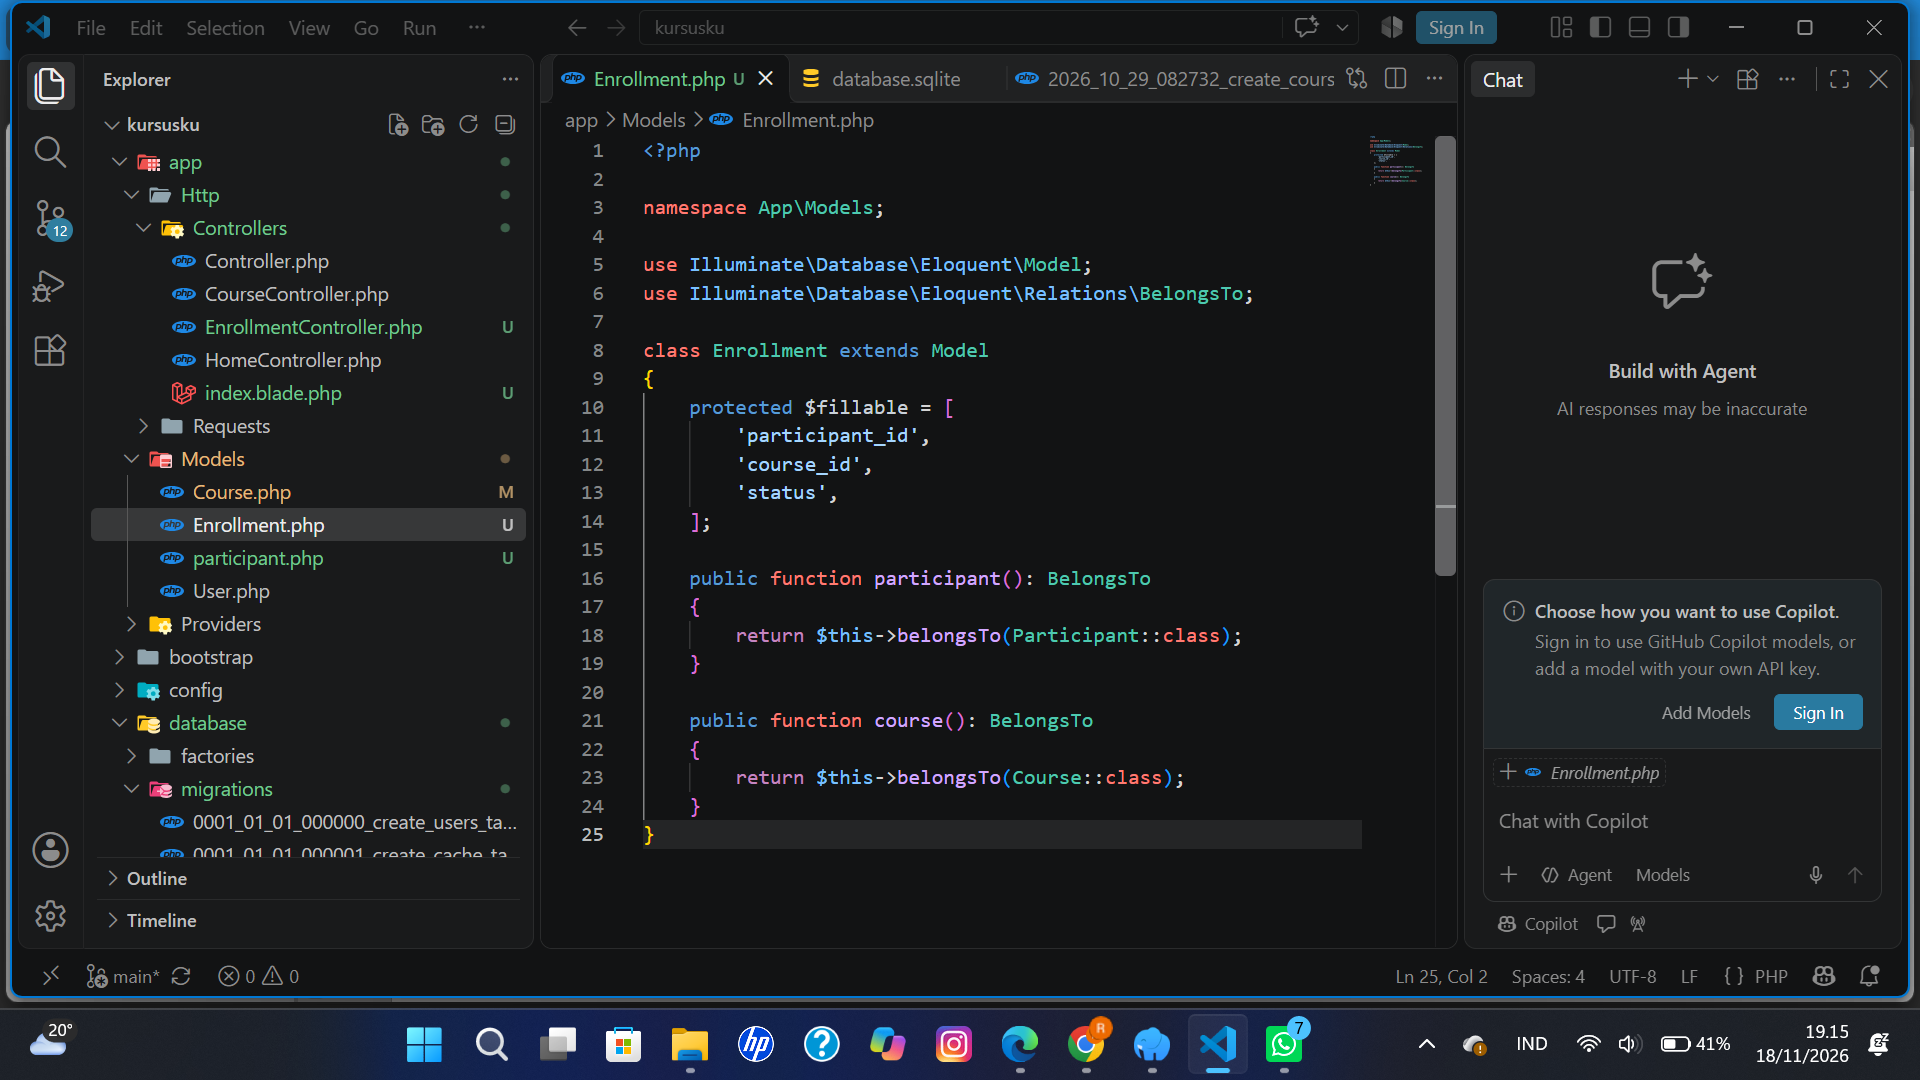 File Edit Selection View Go Run ··· kursusku Sign In
Explorer
kursusku
app
Http
Controllers
Controller.php
CourseController.php
EnrollmentController.php U
HomeController.php
index.blade.php U
Requests
Models
Course.php M
Enrollment.php U
participant.php U
User.php
Providers
bootstrap
config
database
factories
migrations
0001_01_01_000000_create_users_ta...
0001_01_01_000001_create_cache_ta...
Outline
Timeline
12
Enrollment.php U database.sqlite 2026_10_29_082732_create_cours
app > Models > Enrollment.php
1 <?php
2
3 namespace App\Models;
4
5 use Illuminate\Database\Eloquent\Model;
6 use Illuminate\Database\Eloquent\Relations\BelongsTo;
7
8 class Enrollment extends Model
9 {
10 protected $fillable = [
11 'participant_id',
12 'course_id',
13 'status',
14 ];
15
16 public function participant(): BelongsTo
17 {
18 return $this->belongsTo(Participant::class);
19 }
20
21 public function course(): BelongsTo
22 {
23 return $this->belongsTo(Course::class);
24 }
25 }
Chat
Build with Agent
AI responses may be inaccurate
Choose how you want to use Copilot.
Sign in to use GitHub Copilot models, or
add a model with your own API key.
Add Models Sign In
Enrollment.php
Chat with Copilot
Agent Models
Copilot
main* 0 0 Ln 25, Col 2 Spaces: 4 UTF-8 LF { } PHP
20° hp ? R 7 IND 41% 19.15
18/11/2026